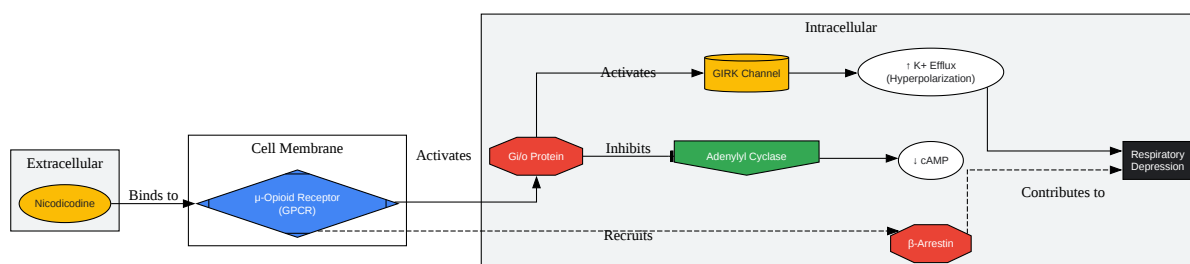 Intracellular
Activates
GIRK Channel
↑ K+ Efflux
(Hyperpolarization)
Extracellular
Nicodicodine
Binds to
Cell Membrane
μ-Opioid Receptor
(GPCR)
Activates
Gi/o Protein
Inhibits
Adenylyl Cyclase
↓ cAMP
Respiratory
Depression
Contributes to
Recruits
β-Arrestin